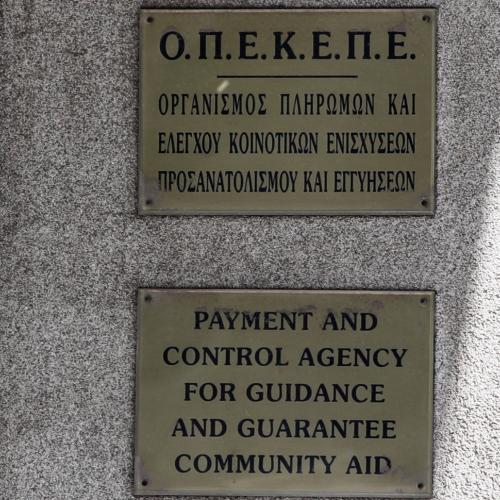 Ο.Π.Ε.Κ.Ε.Π.Ε.
ΟΡΓΑΝΙΣΜΟΣ ΠΛΗΡΩΜΩΝ ΚΑΙ
ΕΛΕΓΧΟΥ ΚΟΙΝΟΤΙΚΩΝ ΕΝΙΣΧΥΣΕΩΝ
ΠΡΟΣΑΝΑΤΟΛΙΣΜΟΥ ΚΑΙ ΕΓΓΥΗΣΕΩΝ
PAYMENT AND
CONTROL AGENCY
FOR GUIDANCE
AND GUARANTEE
COMMUNITY AID